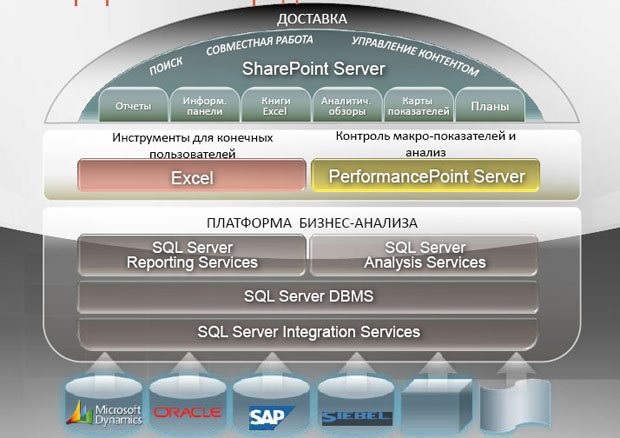 ДОСТАВКА
ПОИСК СОВМЕСТНАЯ РАБОТА УПРАВЛЕНИЕ КОНТЕНТОМ
SharePoint Server
Отчеты
Информ.
панели
Книги
Excel
Аналитич.
обзоры
Карты
показателей
Планы
Инструменты для конечных
пользователей
Контроль макро-показателей и
анализ
Excel
PerformancePoint Server
ПЛАТФОРМА БИЗНЕС-АНАЛИЗА
SQL Server
Reporting Services
SQL Server
Analysis Services
SQL Server DBMS
SQL Server Integration Services
Microsoft
Dynamics
ORACLE
SAP
SIEBEL